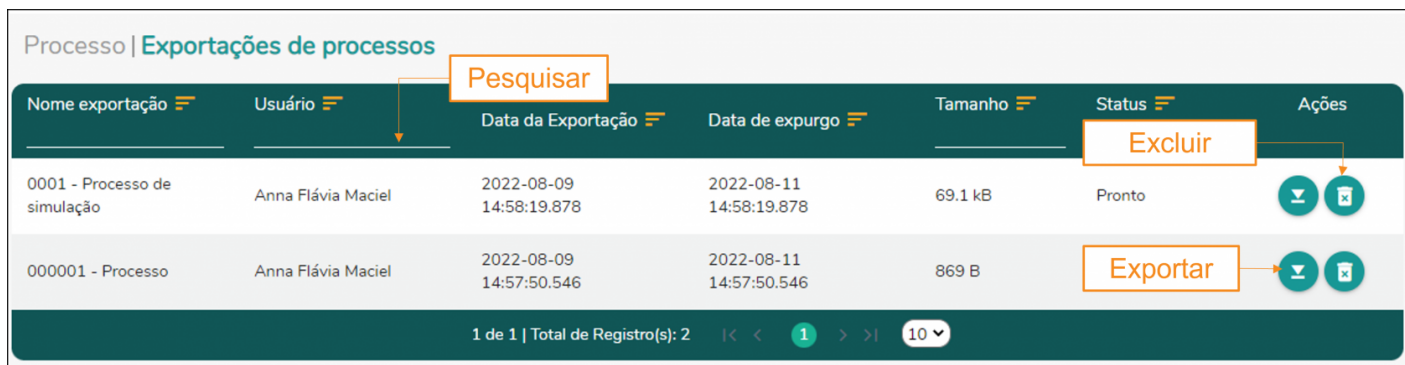 Processo | Exportações de processos
Pesquisar
Nome exportação Usuário Data da Exportação Data de expurgo Tamanho Status Ações
Excluir
0001 - Processo de simulação Anna Flávia Maciel 2022-08-09 14:58:19.878 2022-08-11 14:58:19.878 69.1 kB Pronto
000001 - Processo Anna Flávia Maciel 2022-08-09 14:57:50.546 2022-08-11 14:57:50.546 869 B Exportar
1 de 1 | Total de Registro(s): 2 |< < 1 > >| 10